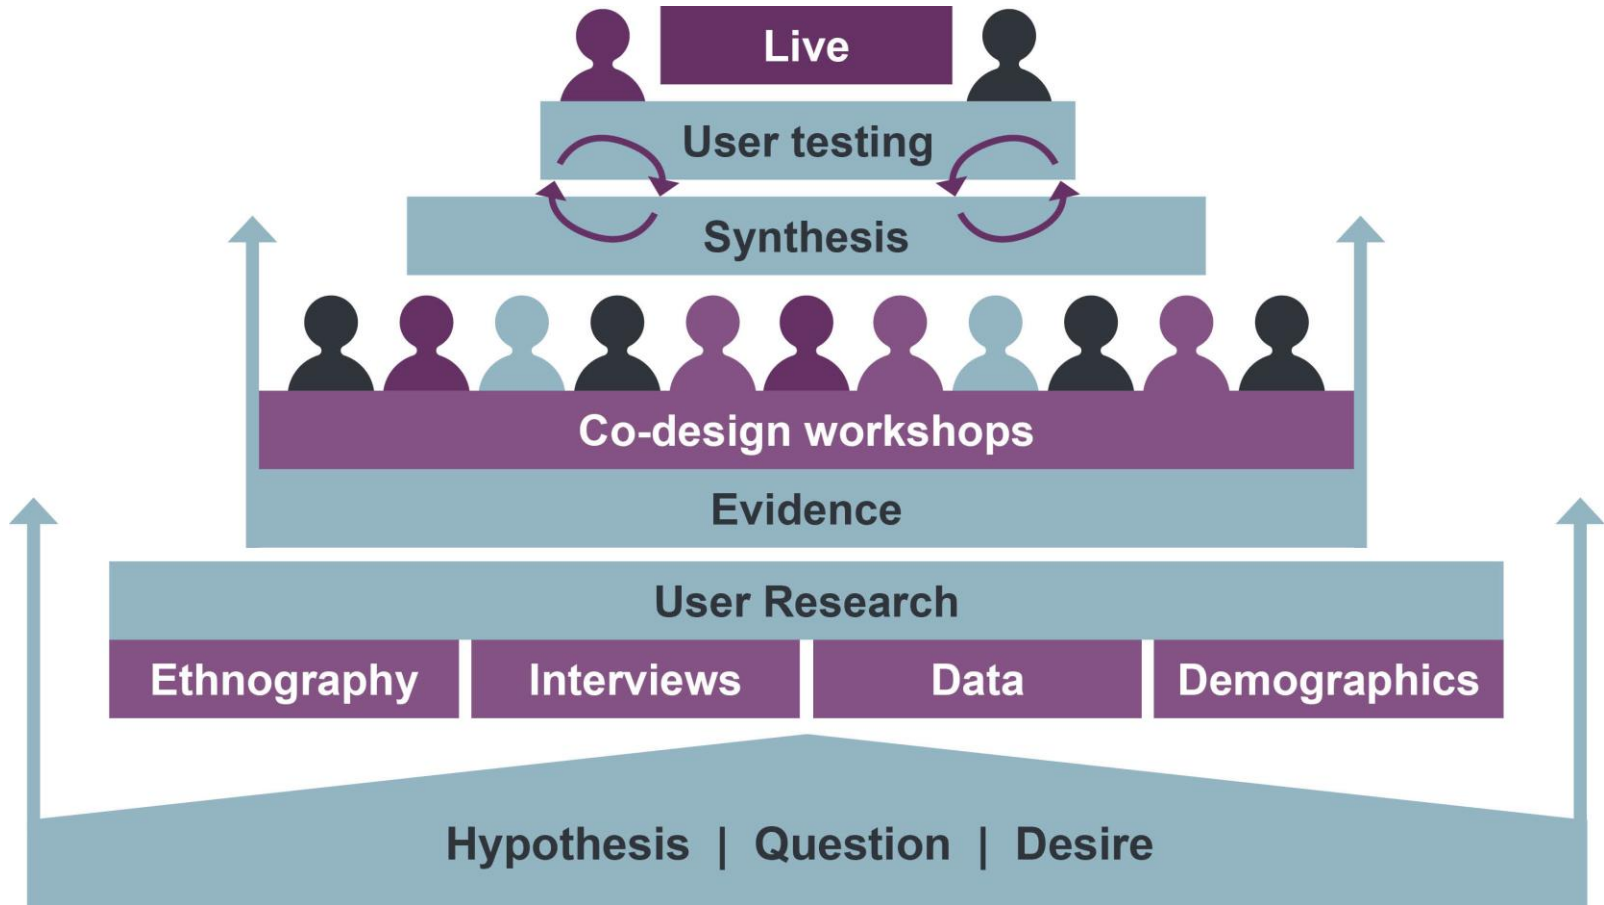 Live
User testing
Synthesis
Co-design workshops
Evidence
User Research
Ethnography
Interviews
Data
Demographics
Hypothesis | Question | Desire